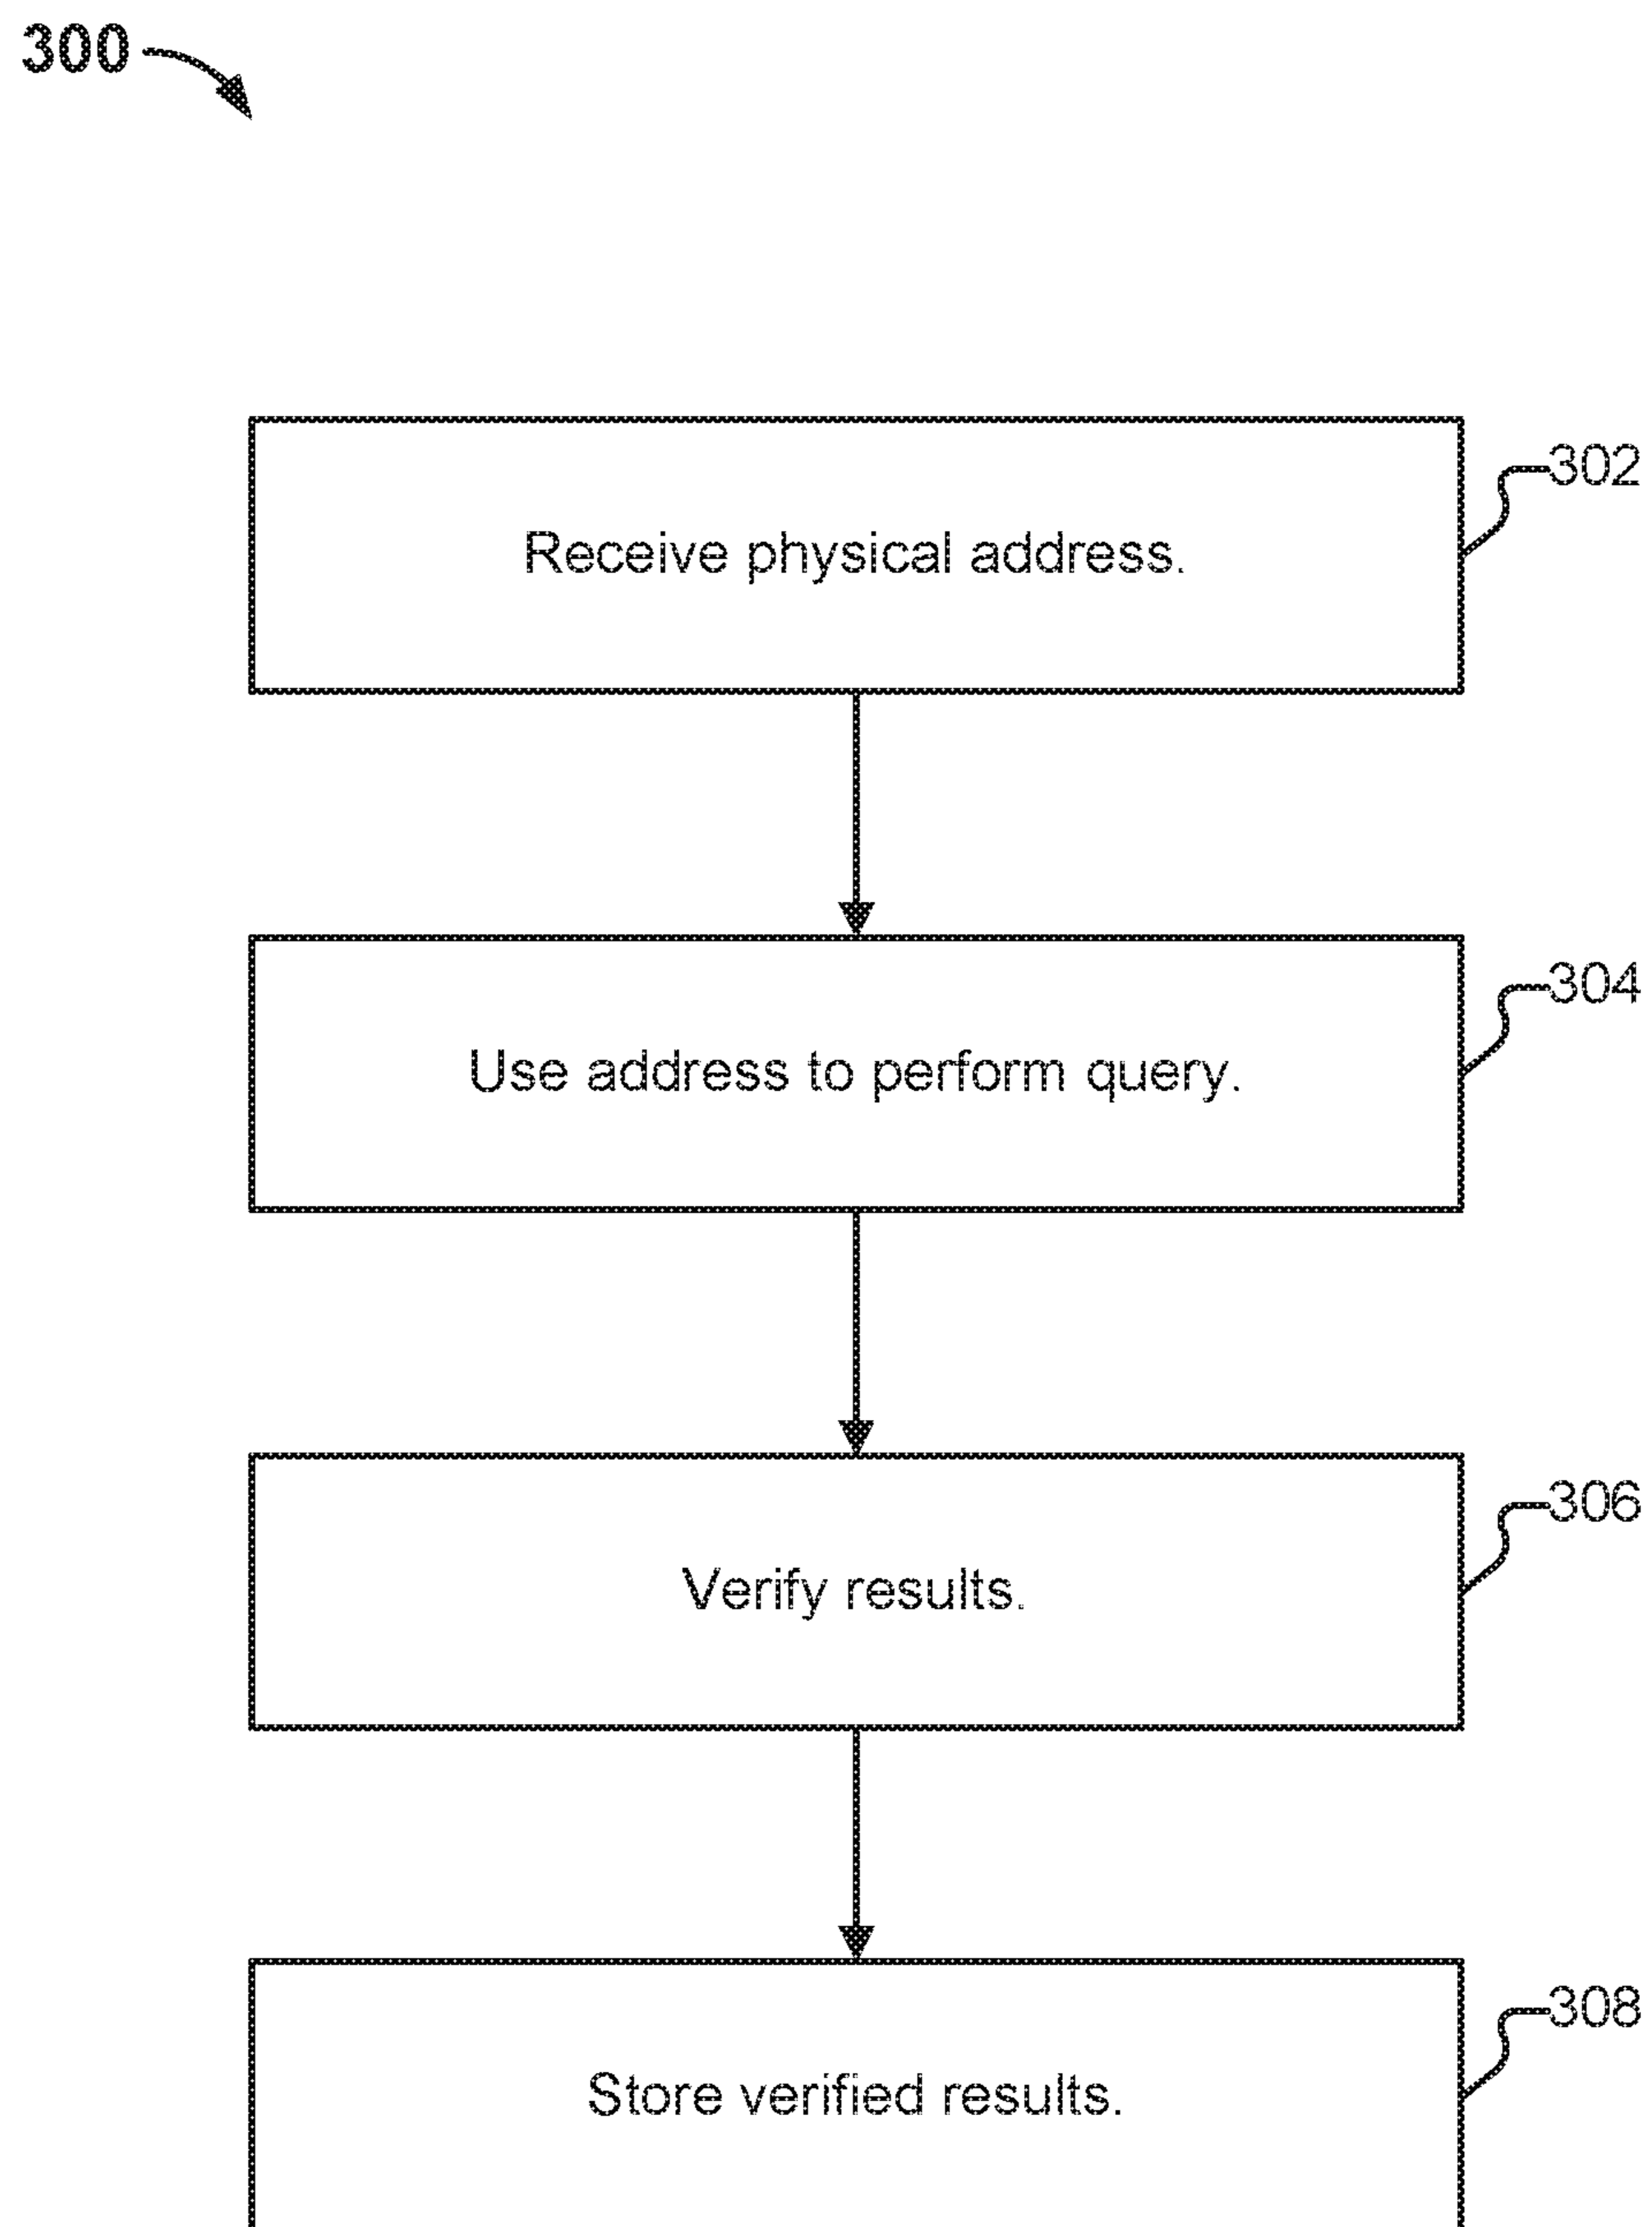 300
Receive physical address.
302
Use address to perform query.
304
Verify results.
306
Store verified results.
308